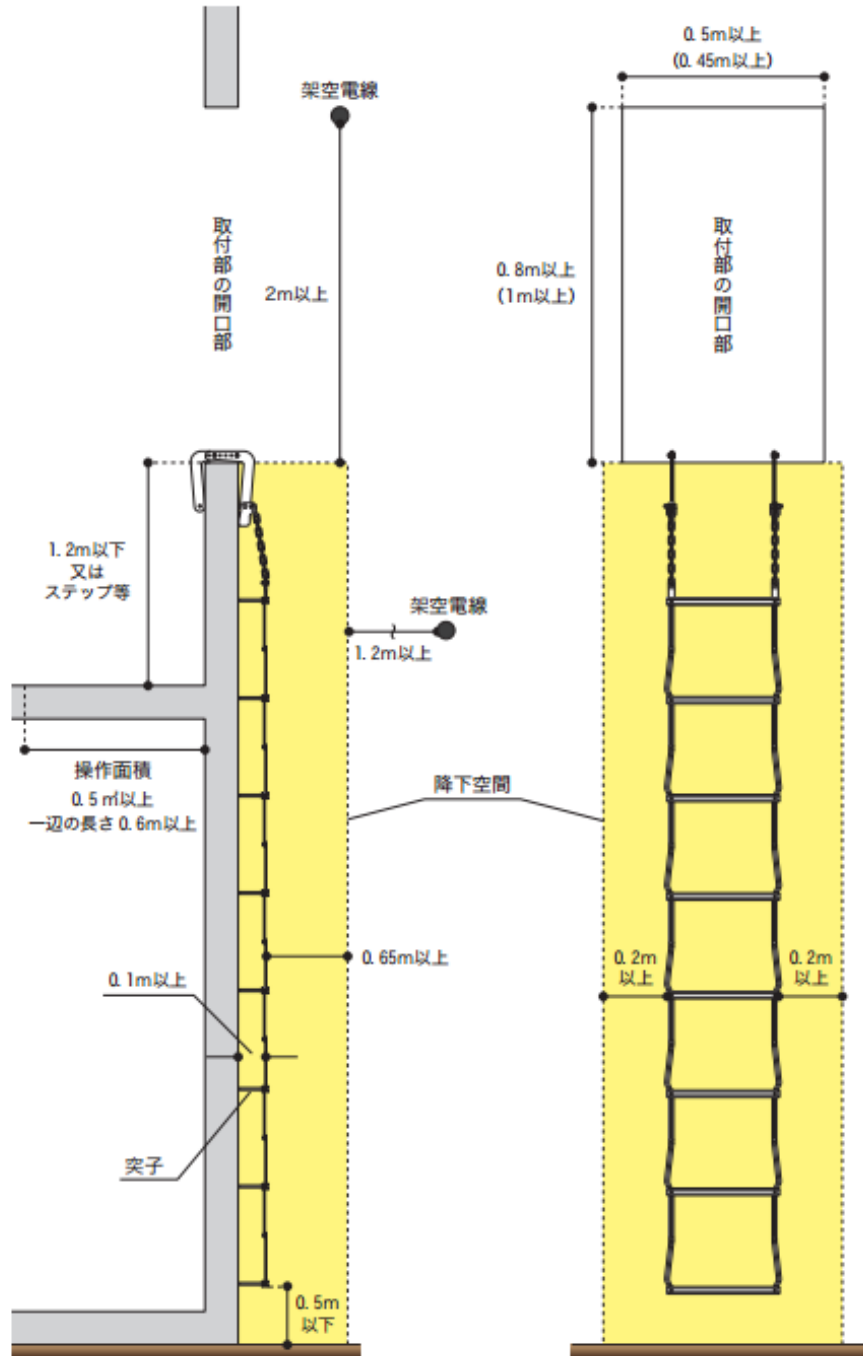 0.5m以上
(0.45m以上)
架空電線
取付部の開口部
2m以上
0.8m以上
(1m以上)
取付部の開口部
1.2m以下
又は
ステップ等
架空電線
1.2m以上
操作面積
0.5㎡以上
一辺の長さ0.6m以上
降下空間
0.65m以上
0.2m
以上
0.2m
以上
0.1m以上
突子
0.5m
以下